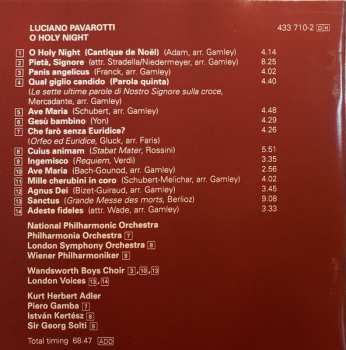 LUCIANO PAVAROTTI 433 710-2 DH
O HOLY NIGHT
1 O Holy Night (Cantique de Noël) (Adam, arr. Gamley) 4.14
2 Pietà, Signore (attr. Stradella/Niedermeyer, arr. Gamley) 8.25
3 Panis angelicus (Franck, arr. Gamley) 4.02
4 Qual giglio candido (Parola quinta) 4.40
(Le sette ultime parole di Nostro Signore sulla croce,
Mercadante, arr. Gamley)
5 Ave Maria (Schubert, arr. Gamley) 4.48
6 Gesù bambino (Yon) 4.29
7 Che farò senza Euridice? 4.26
(Orfeo ed Euridice, Gluck, arr. Faris)
8 Cuius animam (Stabat Mater, Rossini) 5.51
9 Ingemisco (Requiem, Verdi) 3.35
10 Ave Maria (Bach-Gounod, arr. Gamley) 2.56
11 Mille cherubini in coro (Schubert-Melichar, arr. Gamley) 4.02
12 Agnus Dei (Bizet-Guiraud, arr. Gamley) 3.45
13 Sanctus (Grande Messe des morts, Berlioz) 9.08
14 Adeste fideles (attr. Wade, arr. Gamley) 3.33
National Philharmonic Orchestra
Philharmonia Orchestra 7
London Symphony Orchestra 8
Wiener Philharmoniker 9
Wandsworth Boys Choir 3, 10, 13
London Voices 13, 14
Kurt Herbert Adler
Piero Gamba 7
István Kertész 8
Sir Georg Solti 9
Total timing 68.47 ADD